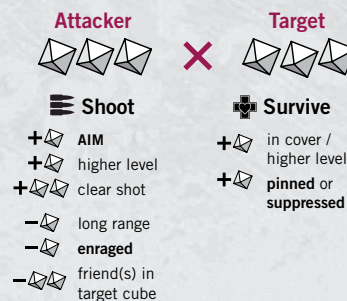 Attacker
Target
Shoot
AIM
higher level
clear shot
long range
enraged
friend(s) in
target cube
Survive
in cover /
higher level
pinned or
suppressed